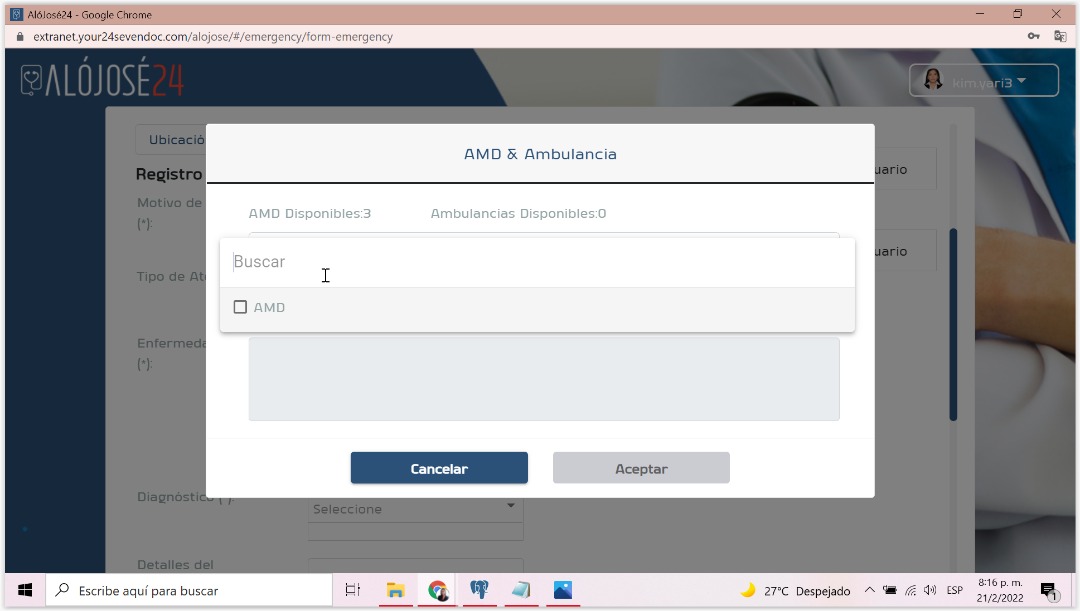 AlóJosé24 - Google Chrome
extranet.your24sevendoc.com/alojose/#/emergency/form-emergency
ALÓJOSÉ24
kim.yari3
Ubicació
AMD & Ambulancia
Registro
uario
Motivo de
(*):
AMD Disponibles:3 Ambulancias Disponibles:0
uario
Buscar
Tipo de Ate
AMD
Enfermeda
(*):
Cancelar Aceptar
Diagnóstico (*):
Seleccione
Detalles del
Escribe aquí para buscar
27°C Despejado
ESP
8:16 p. m.
21/2/2022
1